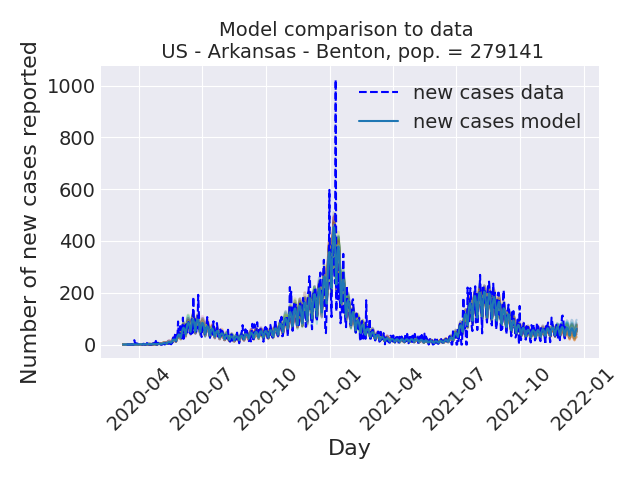 Model comparison to data
US - Arkansas - Benton, pop. = 279141
Number of new cases reported
1000
800
600
400
200
0
new cases data
new cases model
2020-04
2020-07
2020-10
2021-01
2021-04
2021-07
2021-10
2022-01
Day